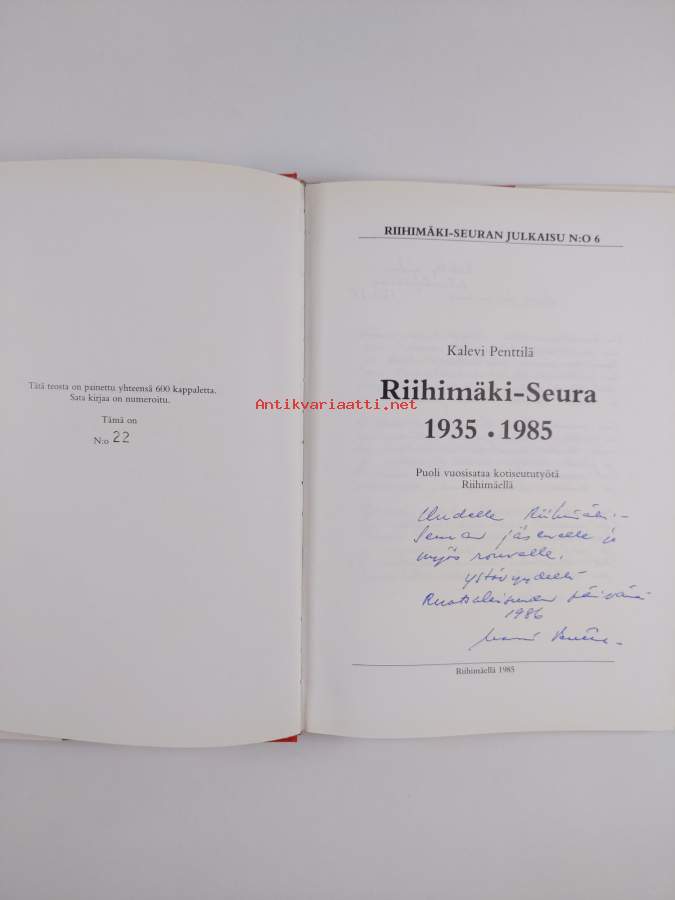 Tätä teosta on painettu yhteensä 600 kappaletta.
Sata kirjaa on numeroitu.
Tämä on
N:o 22
RIIHIMÄKI-SEURAN JULKAISU N:O 6
Kalevi Penttilä
Riihimäki-Seura
1935 • 1985
Antikvariaatti.net
Puoli vuosisataa kotiseututyötä
Riihimäellä
Uudelle Riihimäki-
Seuran jäsenelle ja
myös rouvalle.
ystävyydellä
Ruotsalaisuuden päivänä
1986
Riihimäellä 1985